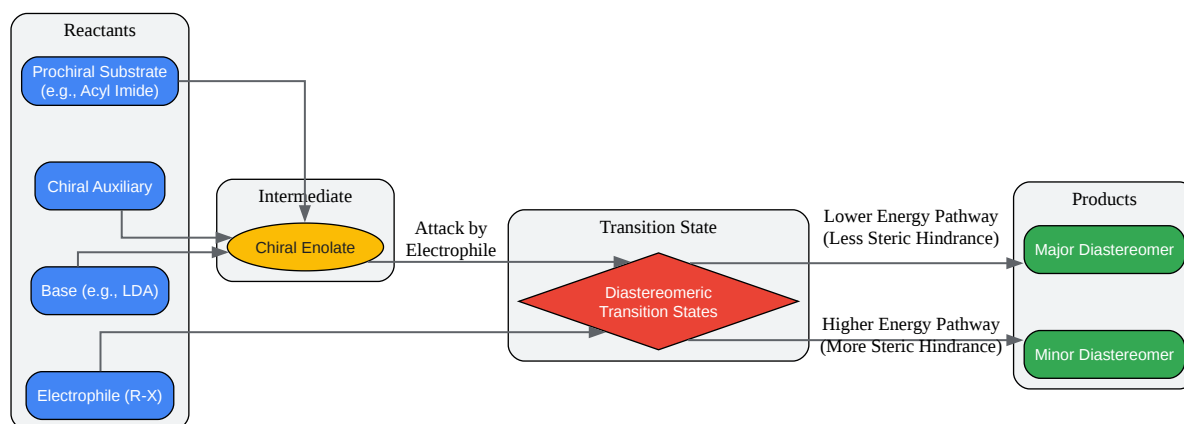 Reactants
Prochiral Substrate
(e.g., Acyl Imide)
Chiral Auxiliary
Base (e.g., LDA)
Electrophile (R-X)
Intermediate
Chiral Enolate
Attack by
Electrophile
Transition State
Diastereomeric
Transition States
Lower Energy Pathway
(Less Steric Hindrance)
Higher Energy Pathway
(More Steric Hindrance)
Products
Major Diastereomer
Minor Diastereomer